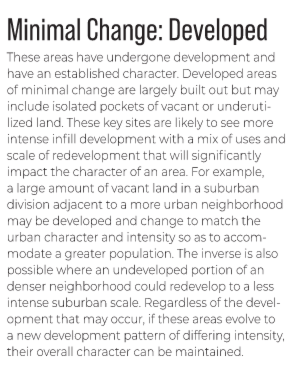 Minimal Change: Developed
These areas have undergone development and
have an established character. Developed areas
of minimal change are largely built out but may
include isolated pockets of vacant or underuti-
lized land. These key sites are likely to see more
intense infill development with a mix of uses and
scale of redevelopment that will significantly
impact the character of an area. For example,
a large amount of vacant land in a suburban
division adjacent to a more urban neighborhood
may be developed and change to match the
urban character and intensity so as to accom-
modate a greater population. The inverse is also
possible where an undeveloped portion of an
denser neighborhood could redevelop to a less
intense suburban scale. Regardless of the devel-
opment that may occur, if these areas evolve to
a new development pattern of differing intensity,
their overall character can be maintained.